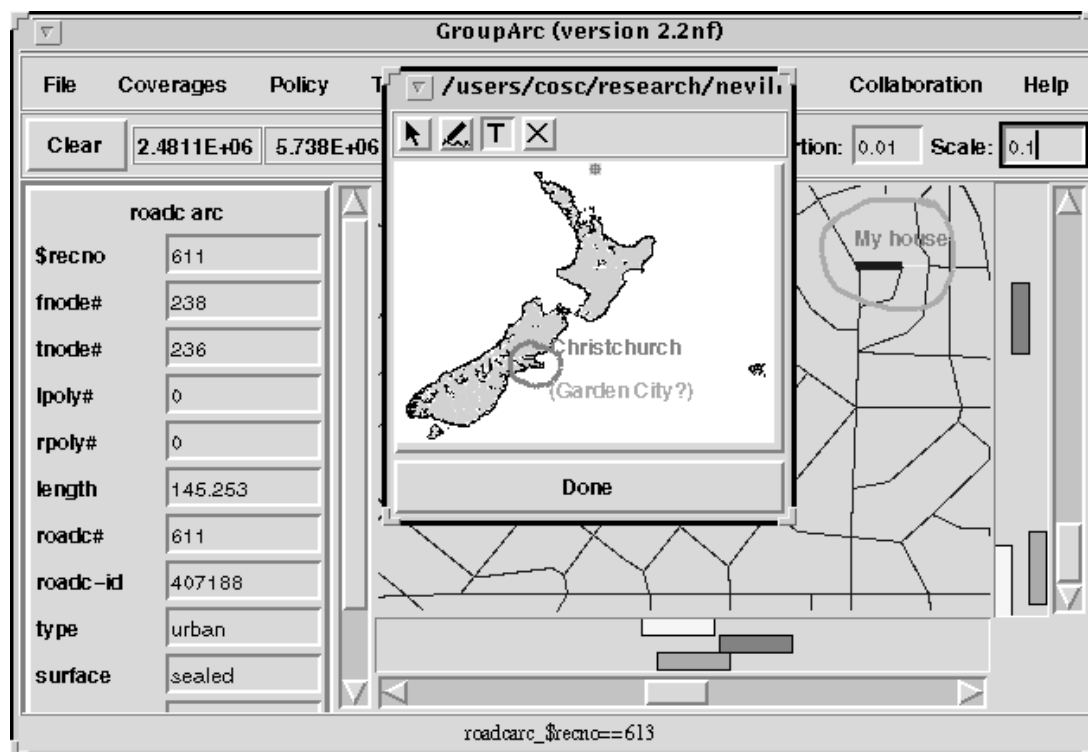 GroupArc (version 2.2nf)
File Coverages Policy Collaboration Help
/users/cosc/research/nevil
Clear 2.4811E+06 5.738E+06 rtion: 0.01 Scale: 0.1
T
roadc arc
$recno 611
fnode# 238
tnode# 236
lpoly# 0
rpoly# 0
length 145.253
roadc# 611
roadc-id 407188
type urban
surface sealed
Christchurch
(Garden City?)
Done
My house
roadarc_$recno==613